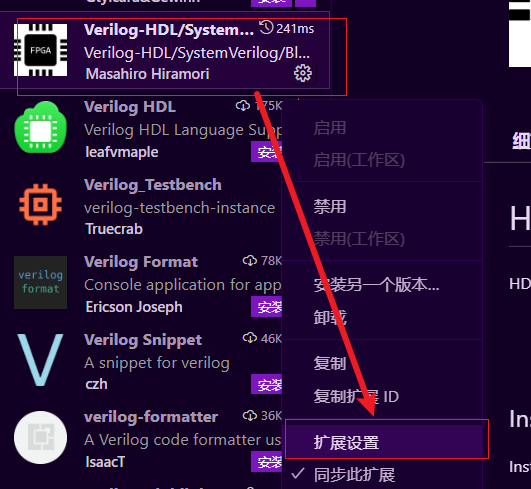 Verilog-HDL/System... 241ms
FPGA
Verilog-HDL/SystemVerilog/Bl...
Masahiro Hiramori
Verilog HDL 175K
Verilog HDL Language Supp
leafvmaple 安装
Verilog_Testbench
verilog-testbench-instance
Truecrab
Verilog Format 78K
verilog
format
Console application for app
Ericson Joseph 安装
Verilog Snippet 46K
A snippet for verilog
czh 安装
verilog-formatter 36K
A Verilog code formatter us
IsaacT 安装
启用
启用(工作区)
禁用
禁用(工作区)
安装另一个版本...
卸载
复制
复制扩展 ID
扩展设置
同步此扩展
细
H
HD
Ins
Inst